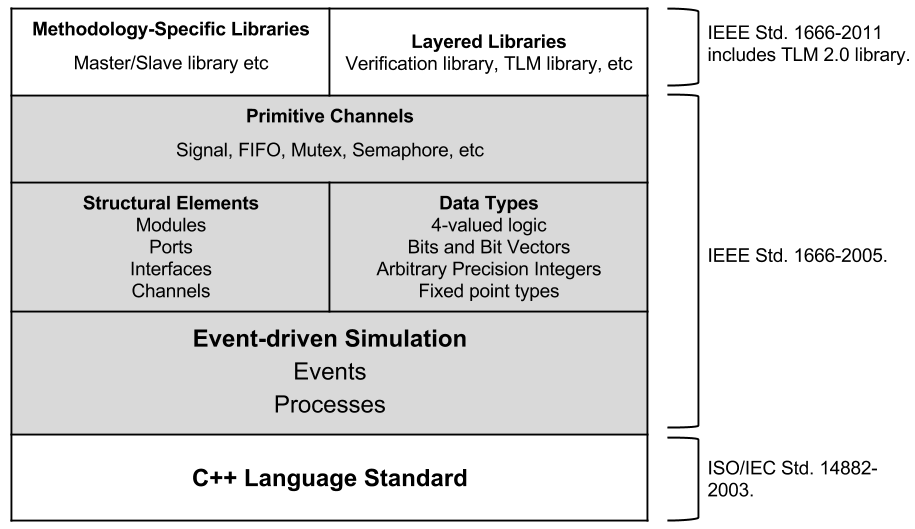 Methodology-Specific Libraries
Master/Slave library etc
Layered Libraries
Verification library, TLM library, etc
IEEE Std. 1666-2011
includes TLM 2.0 library.
Primitive Channels
Signal, FIFO, Mutex, Semaphore, etc
Structural Elements
Modules
Ports
Interfaces
Channels
Data Types
4-valued logic
Bits and Bit Vectors
Arbitrary Precision Integers
Fixed point types
IEEE Std. 1666-2005.
Event-driven Simulation
Events
Processes
C++ Language Standard
ISO/IEC Std. 14882-
2003.